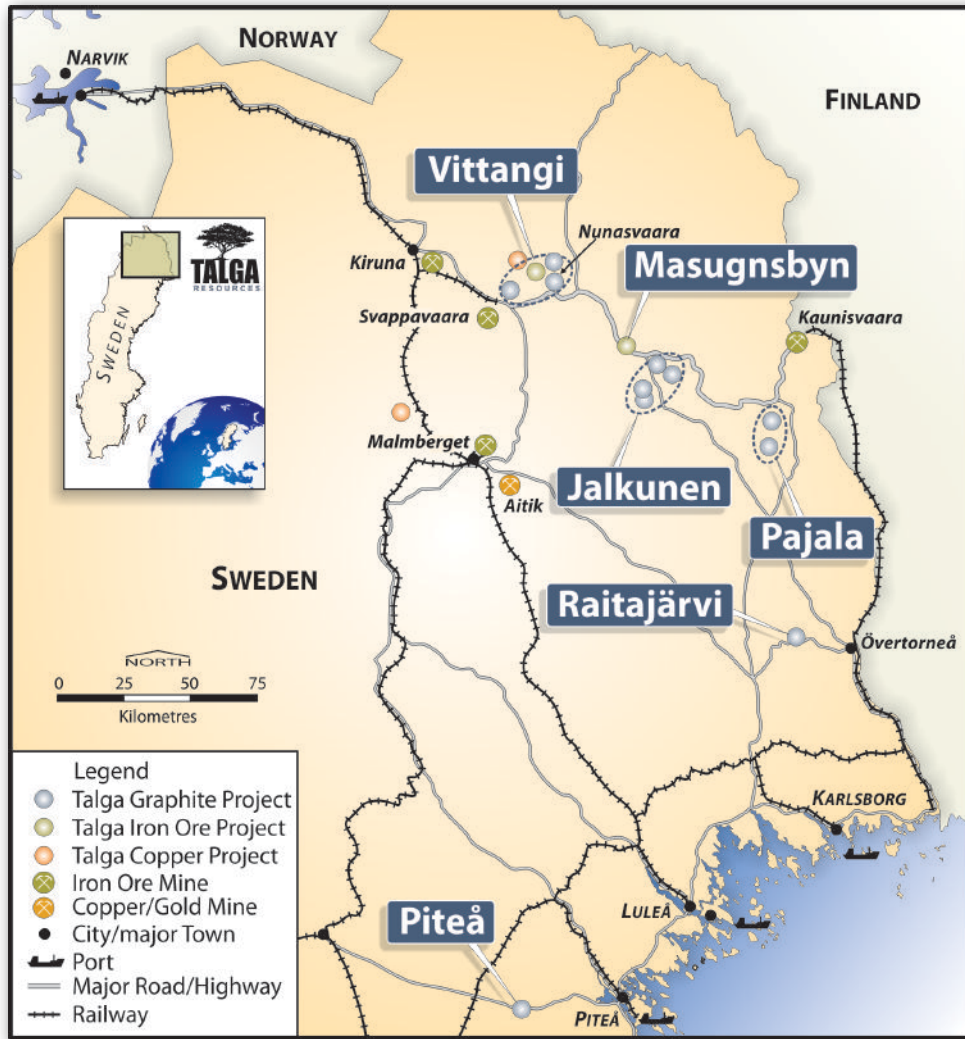 NORWAY
NARVIK
FINLAND
Vittangi
Nunasvaara
Masugnsbyn
Kiruna
TALGA
RESOURCES
Svappavaara
Kaunisvaara
SWEDEN
Malmberget
Aitik
Jalkunen
Pajala
SWEDEN
Raitajärvi
Övertorneå
NORTH
0 25 50 75
Kilometres
Legend
Talga Graphite Project
Talga Iron Ore Project
Talga Copper Project
Iron Ore Mine
Copper/Gold Mine
City/major Town
Port
Major Road/Highway
Railway
KARLSBORG
LULEÅ
Piteå
PITEÅ